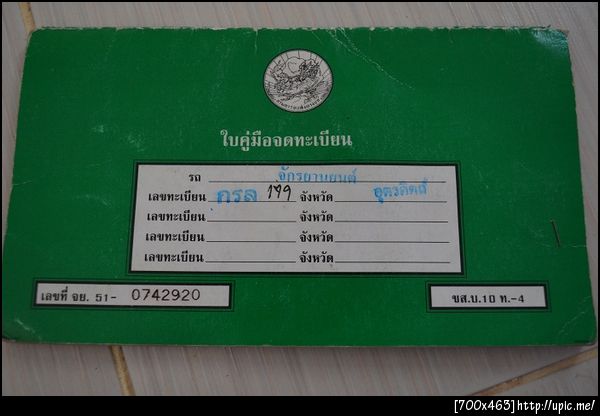 ใบคู่มือจดทะเบียน
รถ จักรยานยนต์
เลขทะเบียน กรล 199 จังหวัด อุตรดิตถ์
เลขทะเบียน จังหวัด
เลขทะเบียน จังหวัด
เลขทะเบียน จังหวัด
เลขที่ จย. 51- 0742920
ขส.บ.10 ท.-4
[700x463]http://upic.me/